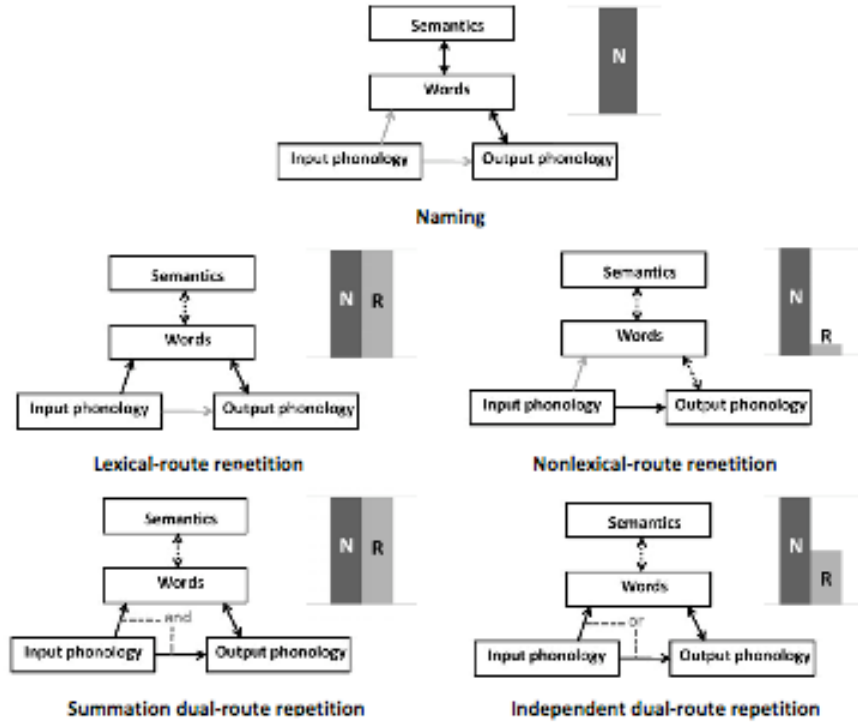 Semantics
N
Words
Input phonology
Output phonology
Naming
Semantics
N R
Words
Input phonology
Output phonology
Lexical-route repetition
Semantics
N
R
Words
Input phonology
Output phonology
Nonlexical-route repetition
Semantics
N R
Words
and
Input phonology
Output phonology
Summation dual-route repetition
Semantics
N
R
Words
or
Input phonology
Output phonology
Independent dual-route repetition